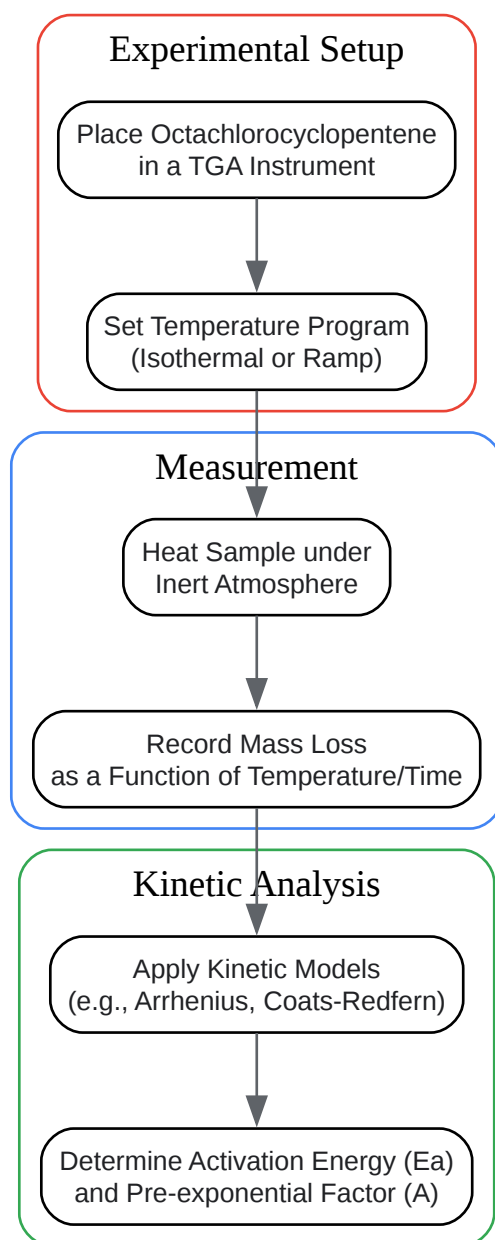 Experimental Setup
Place Octachlorocyclopentene
in a TGA Instrument
Set Temperature Program
(Isothermal or Ramp)
Measurement
Heat Sample under
Inert Atmosphere
Record Mass Loss
as a Function of Temperature/Time
Kinetic Analysis
Apply Kinetic Models
(e.g., Arrhenius, Coats-Redfern)
Determine Activation Energy (Ea)
and Pre-exponential Factor (A)